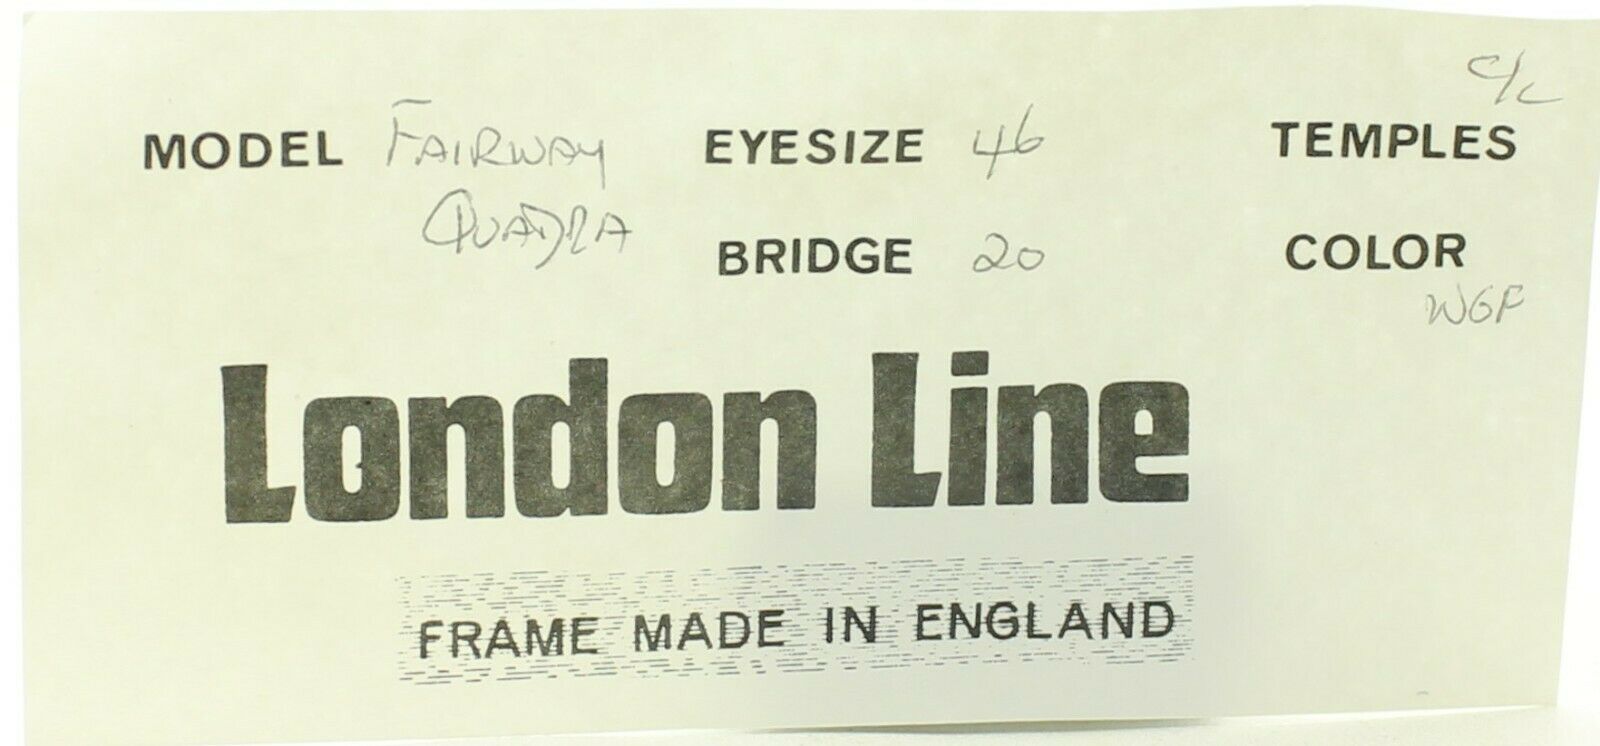 C/L
MODEL FAIRWAY EYESIZE 46 TEMPLES
QUADRA BRIDGE 20 COLOR
WGF
London Line
FRAME MADE IN ENGLAND